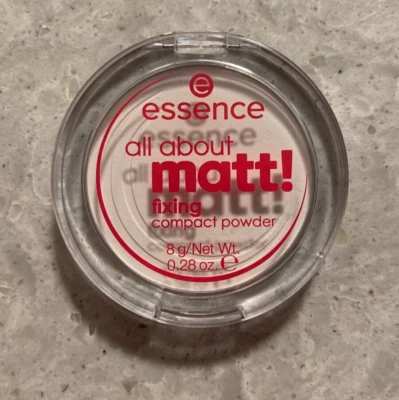 e
essence
all about
matt!
fixing
compact powder
8 g/Net Wt.
0.28 oz. ℮